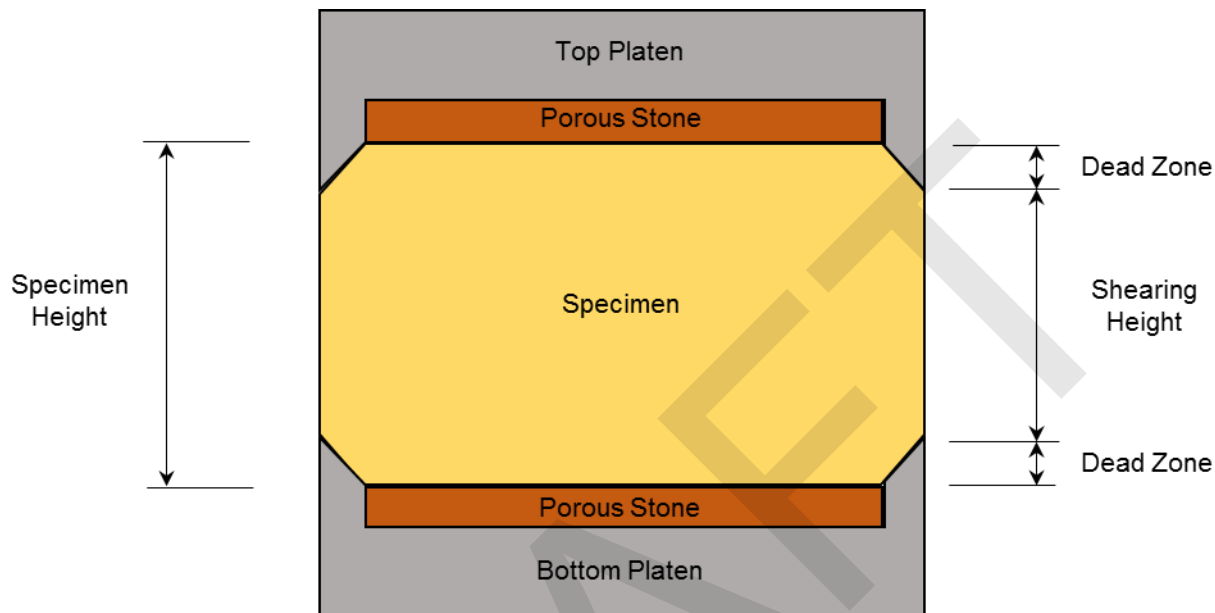 Top Platen
Porous Stone
Dead Zone
Specimen
Height
Specimen
Shearing
Height
Dead Zone
Porous Stone
Bottom Platen